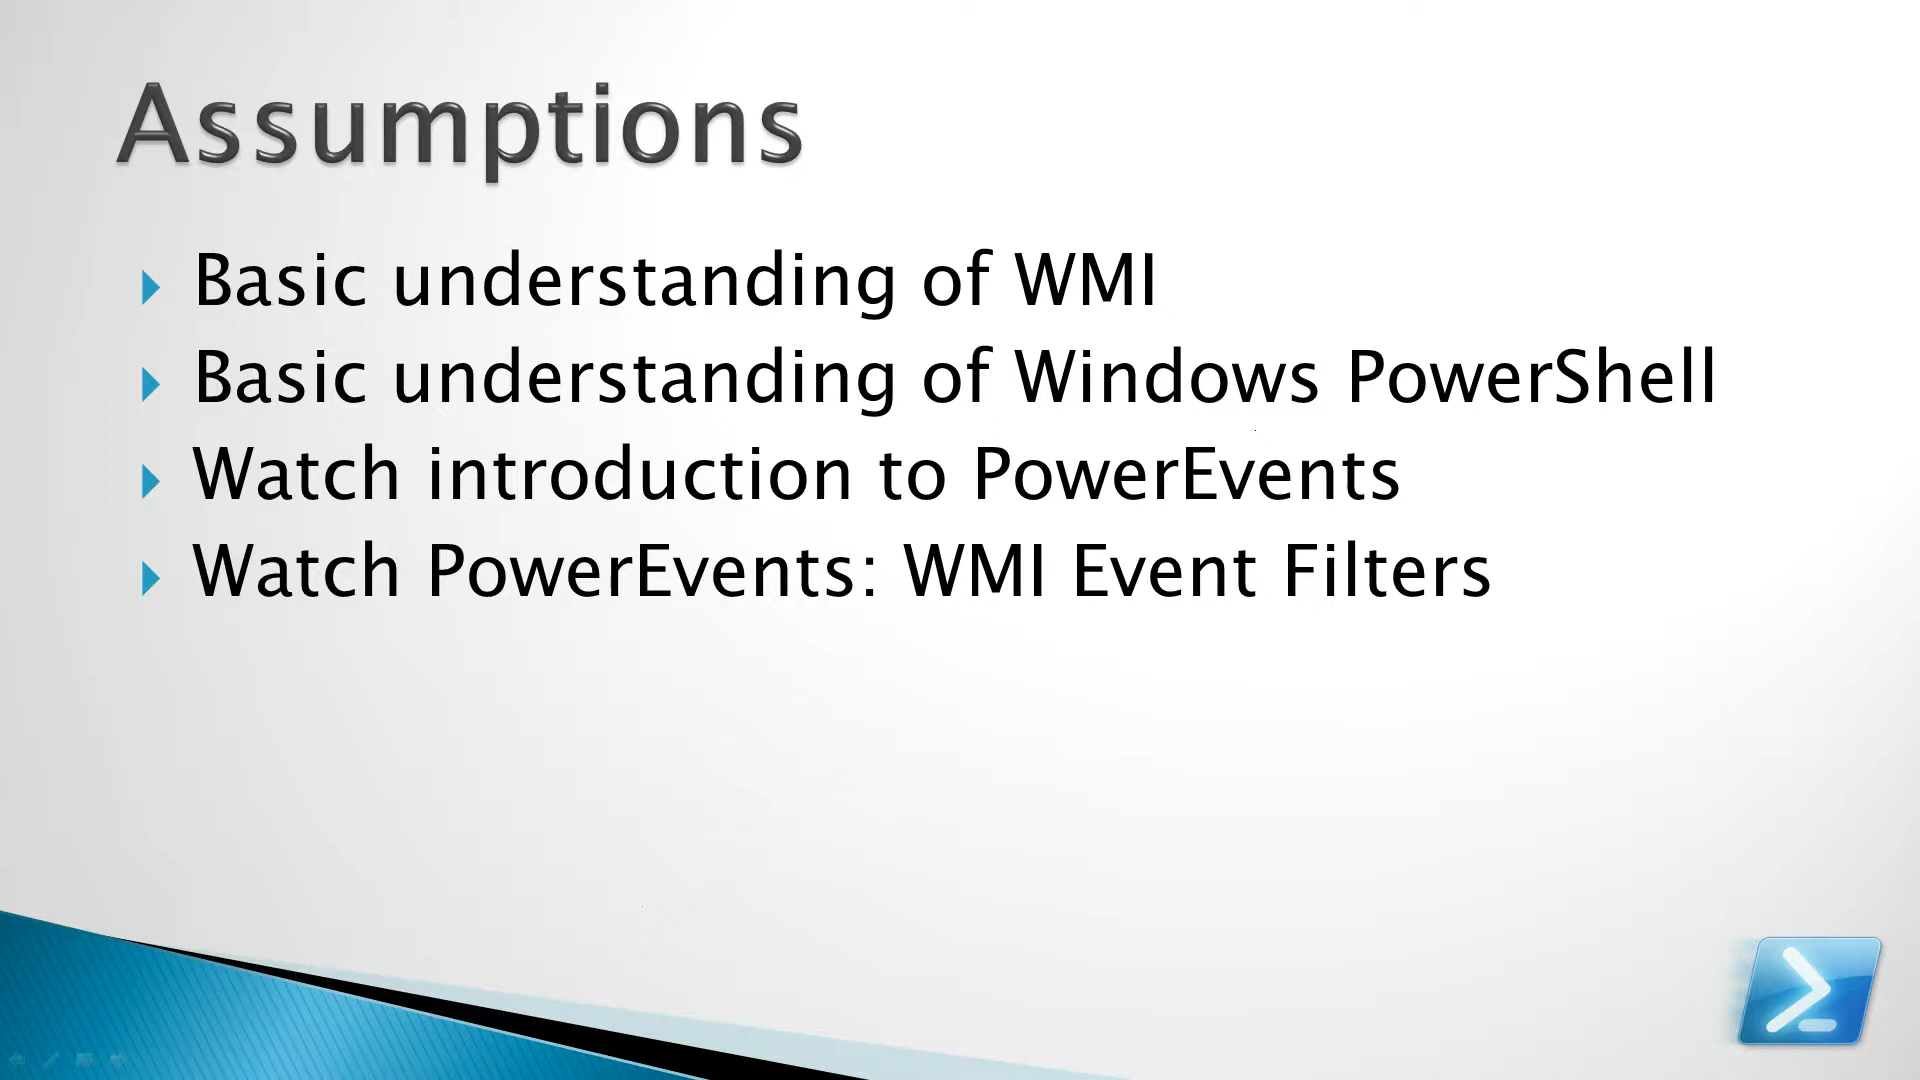 Assumptions
Basic understanding of WMI
Basic understanding of Windows PowerShell
Watch introduction to PowerEvents
Watch PowerEvents: WMI Event Filters